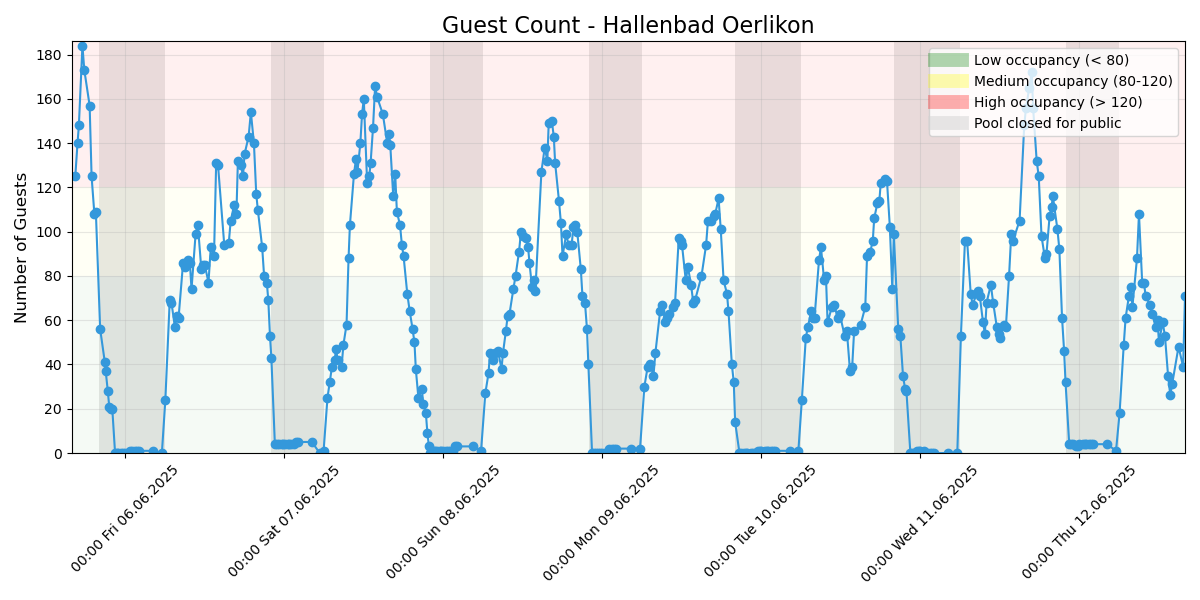 Guest Count - Hallenbad Oerlikon
Number of Guests
180
160
140
120
100
80
60
40
20
0
Low occupancy (< 80)
Medium occupancy (80-120)
High occupancy (> 120)
Pool closed for public
00:00 Fri 06.06.2025
00:00 Sat 07.06.2025
00:00 Sun 08.06.2025
00:00 Mon 09.06.2025
00:00 Tue 10.06.2025
00:00 Wed 11.06.2025
00:00 Thu 12.06.2025